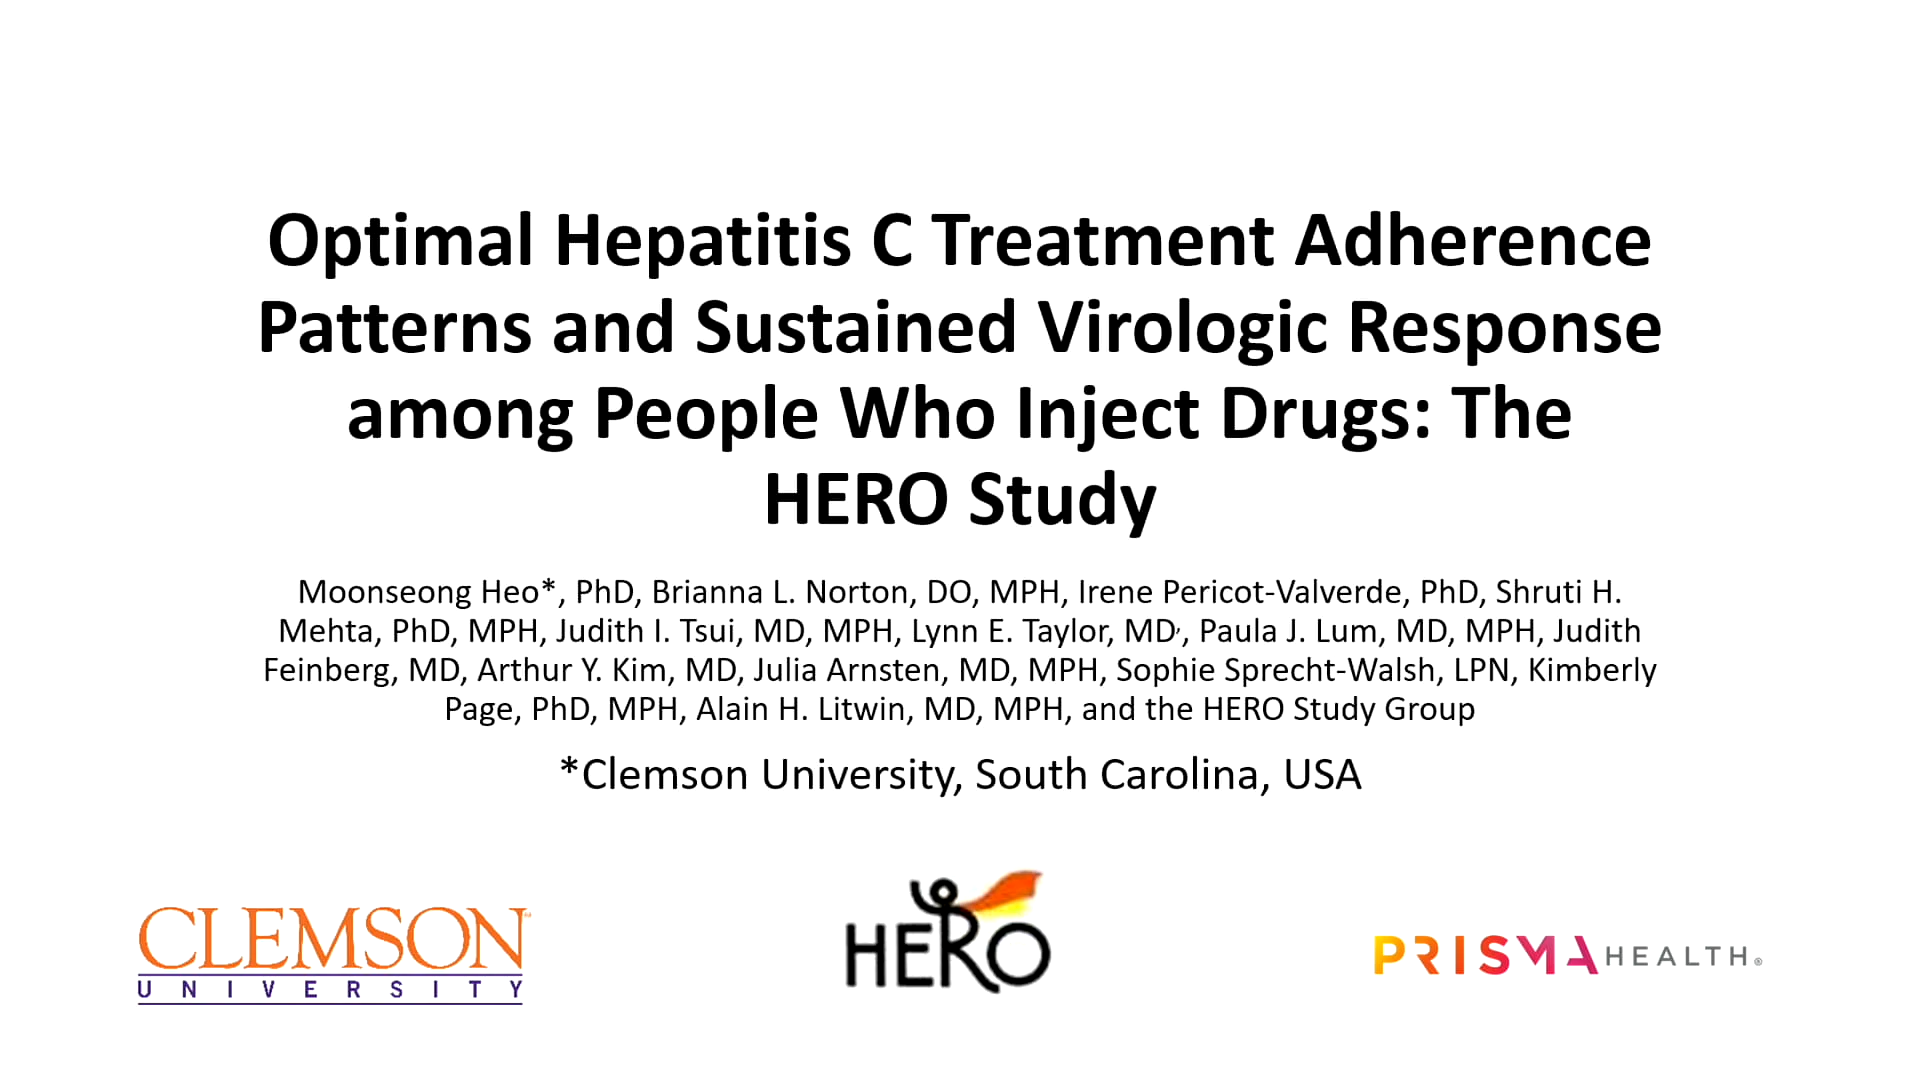 Optimal Hepatitis C Treatment Adherence
Patterns and Sustained Virologic Response
among People Who Inject Drugs: The
HERO Study
Moonseong Heo*, PhD, Brianna L. Norton, DO, MPH, Irene Pericot-Valverde, PhD, Shruti H.
Mehta, PhD, MPH, Judith I. Tsui, MD, MPH, Lynn E. Taylor, MD,, Paula J. Lum, MD, MPH, Judith
Feinberg, MD, Arthur Y. Kim, MD, Julia Arnsten, MD, MPH, Sophie Sprecht-Walsh, LPN, Kimberly
Page, PhD, MPH, Alain H. Litwin, MD, MPH, and the HERO Study Group
*Clemson University, South Carolina, USA
CLEMSON™
UNIVERSITY
HERO
PRISMA HEALTH®